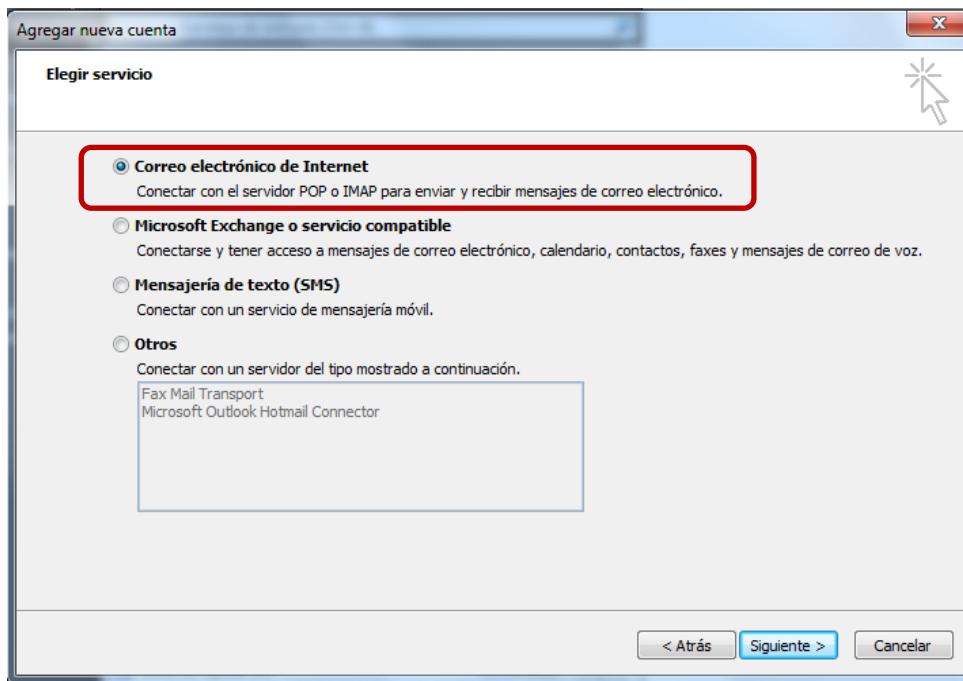 Agregar nueva cuenta
Elegir servicio
Correo electrónico de Internet
Conectar con el servidor POP o IMAP para enviar y recibir mensajes de correo electrónico.
Microsoft Exchange o servicio compatible
Conectarse y tener acceso a mensajes de correo electrónico, calendario, contactos, faxes y mensajes de correo de voz.
Mensajería de texto (SMS)
Conectar con un servicio de mensajería móvil.
Otros
Conectar con un servidor del tipo mostrado a continuación.
Fax Mail Transport
Microsoft Outlook Hotmail Connector
< Atrás Siguiente > Cancelar